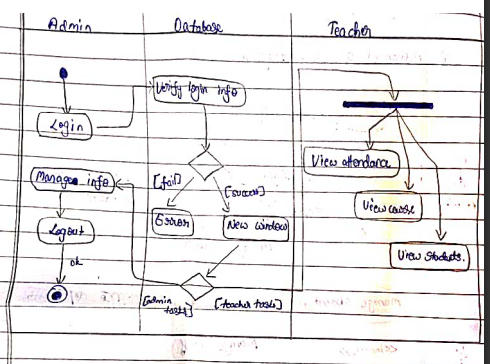 Admin
Database
Teacher
Verify login info
Login
[fail]
[success]
Manage info
Error
New window
Logout
ok
[admin
tasks]
[teacher tasks]
View attendance
View course
View Students.